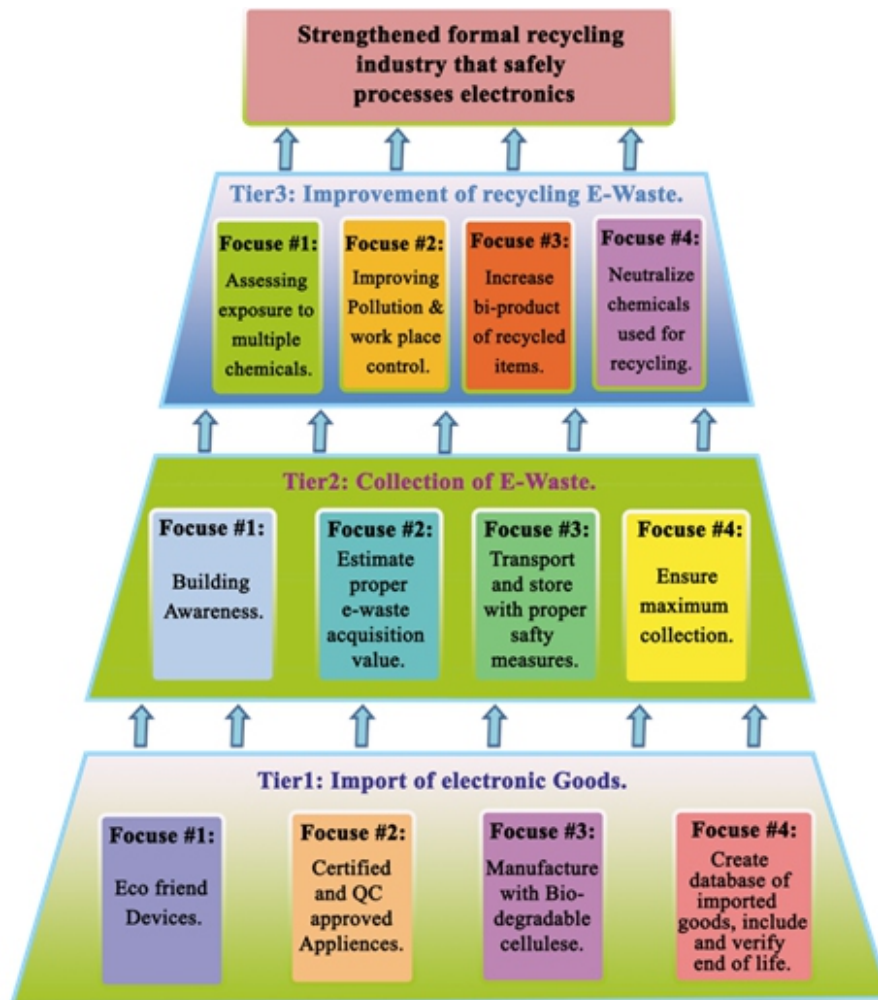 Strengthened formal recycling
industry that safely
processes electronics
Tier3: Improvement of recycling E-Waste.
Focuse #1:
Assessing
exposure to
multiple
chemicals.
Focuse #2:
Improving
Pollution &
work place
control.
Focuse #3:
Increase
bi-product
of recycled
items.
Focuse #4:
Neutralize
chemicals
used for
recycling.
Tier2: Collection of E-Waste.
Focuse #1:
Building
Awareness.
Focuse #2:
Estimate
proper
e-waste
acquisition
value.
Focuse #3:
Transport
and store
with proper
safty
measures.
Focuse #4:
Ensure
maximum
collection.
Tier1: Import of electronic Goods.
Focuse #1:
Eco friend
Devices.
Focuse #2:
Certified
and QC
approved
Appliences.
Focuse #3:
Manufacture
with Bio-
degradable
cellulese.
Focuse #4:
Create
database of
imported
goods, include
and verify
end of life.